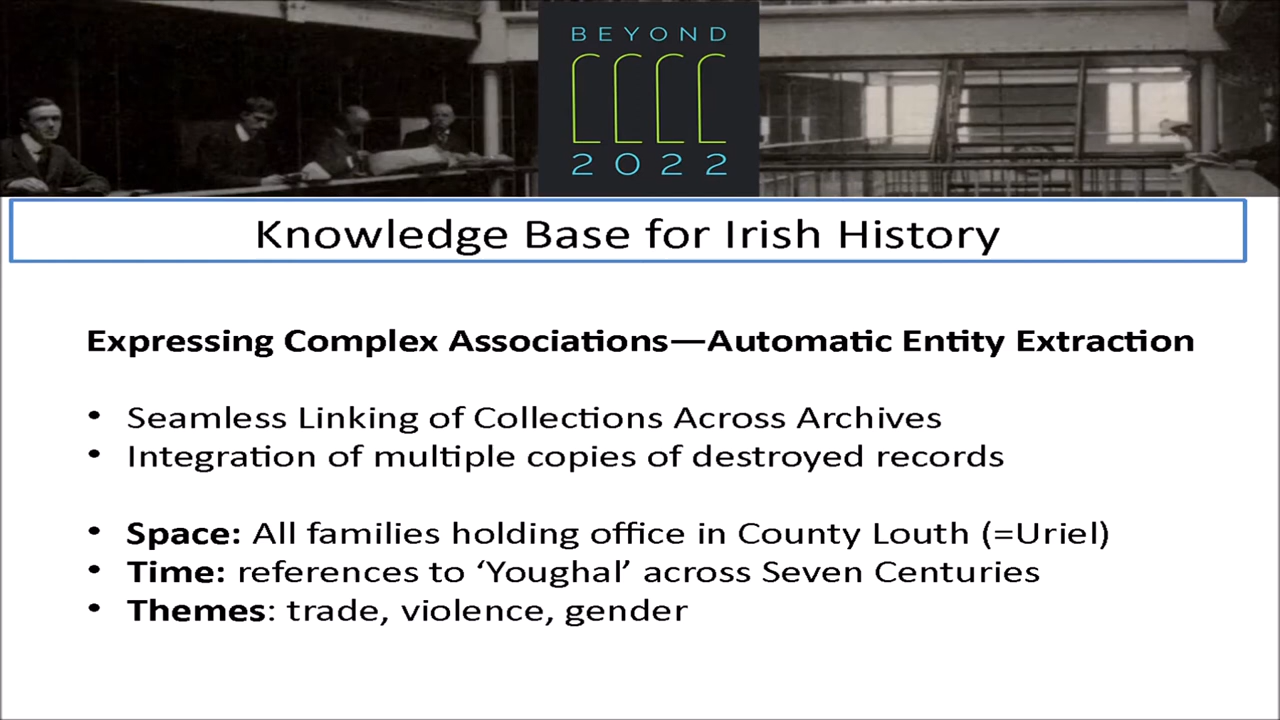 BEYOND
2022
Knowledge Base for Irish History
Expressing Complex Associations—Automatic Entity Extraction
• Seamless Linking of Collections Across Archives
• Integration of multiple copies of destroyed records
• Space: All families holding office in County Louth (=Uriel)
• Time: references to ‘Youghal’ across Seven Centuries
• Themes: trade, violence, gender